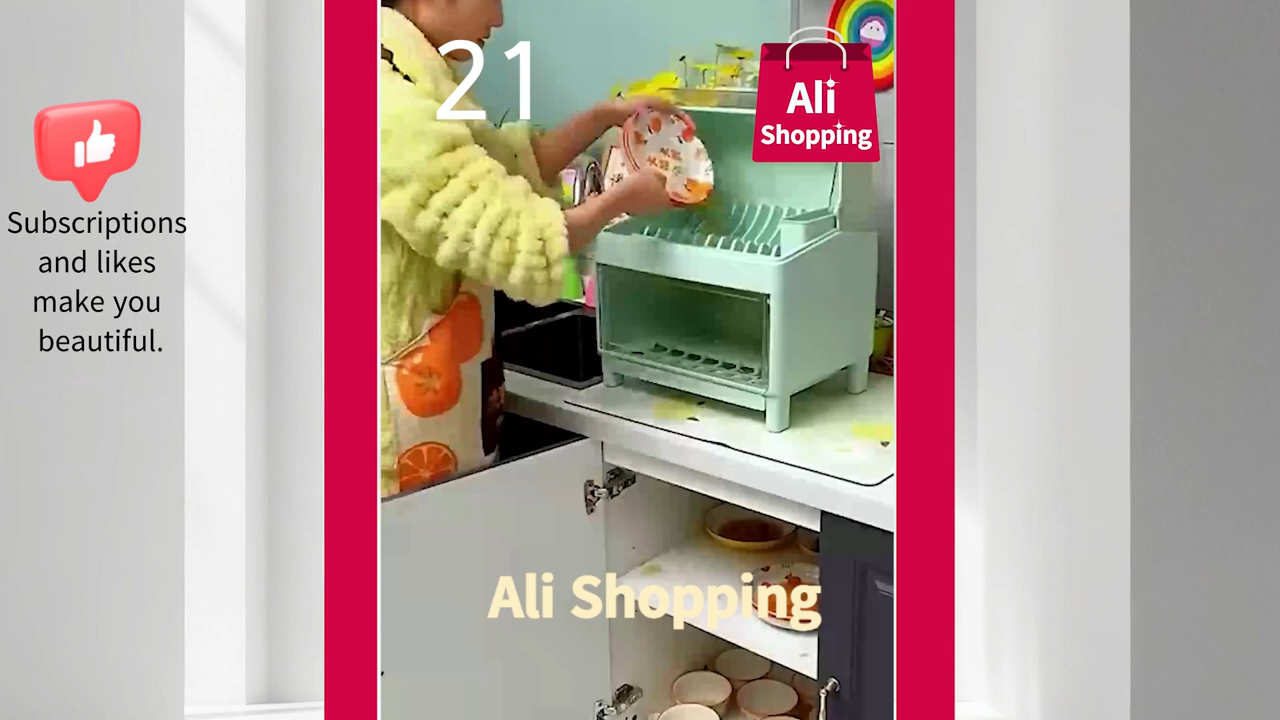 21
Ali
Shopping
Subscriptions
and likes
make you
beautiful.
Ali Shopping